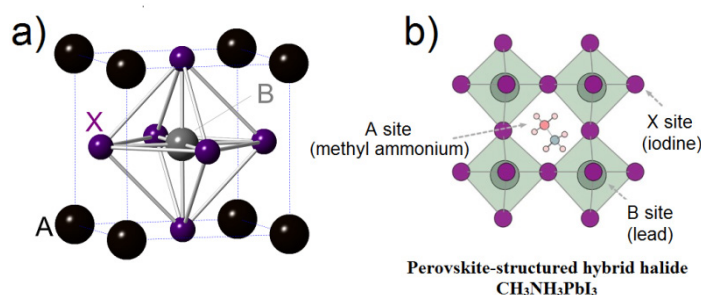 a)
B
X
A
b)
A site
(methyl ammonium)
X site
(iodine)
B site
(lead)
Perovskite-structured hybrid halide
CH₃NH₃PbI₃